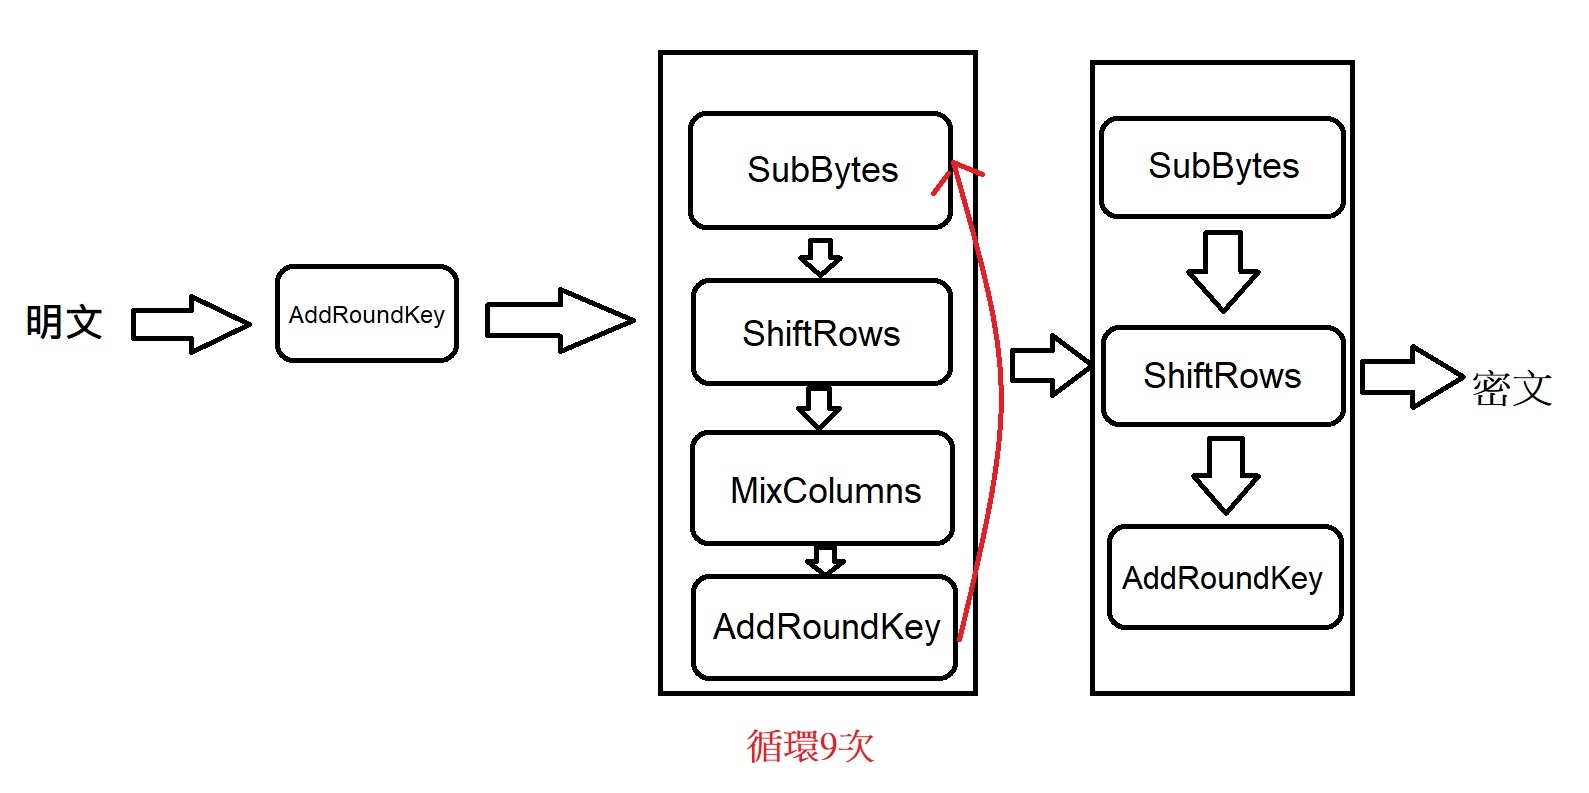 明文
AddRoundKey
SubBytes
ShiftRows
MixColumns
AddRoundKey
循環9次
SubBytes
ShiftRows
AddRoundKey
密文